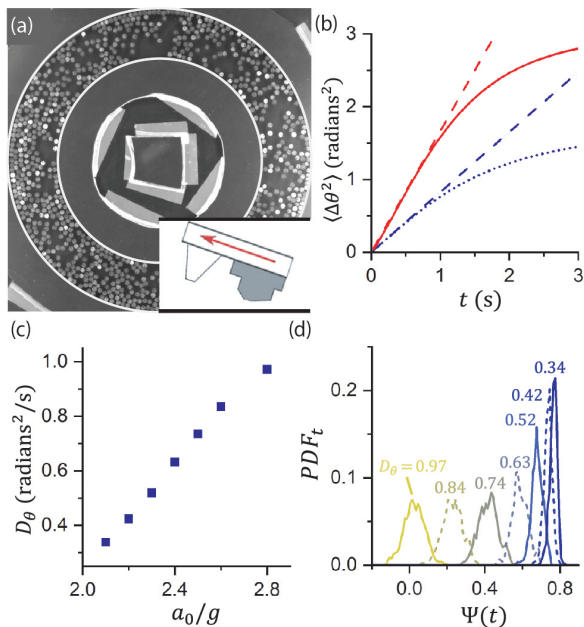 (a)
(b)
3
2
1
0
0
1
2
3
⟨Δθ²⟩ (radians²)
t (s)
(c)
1.0
0.8
0.6
0.4
2.0
2.4
2.8
D_θ (radians²/s)
a₀/g
(d)
0.2
0.1
0.0
0.0
0.4
0.8
PDF_t
Ψ(t)
0.34
0.42
0.52
0.63
0.74
0.84
D_θ = 0.97